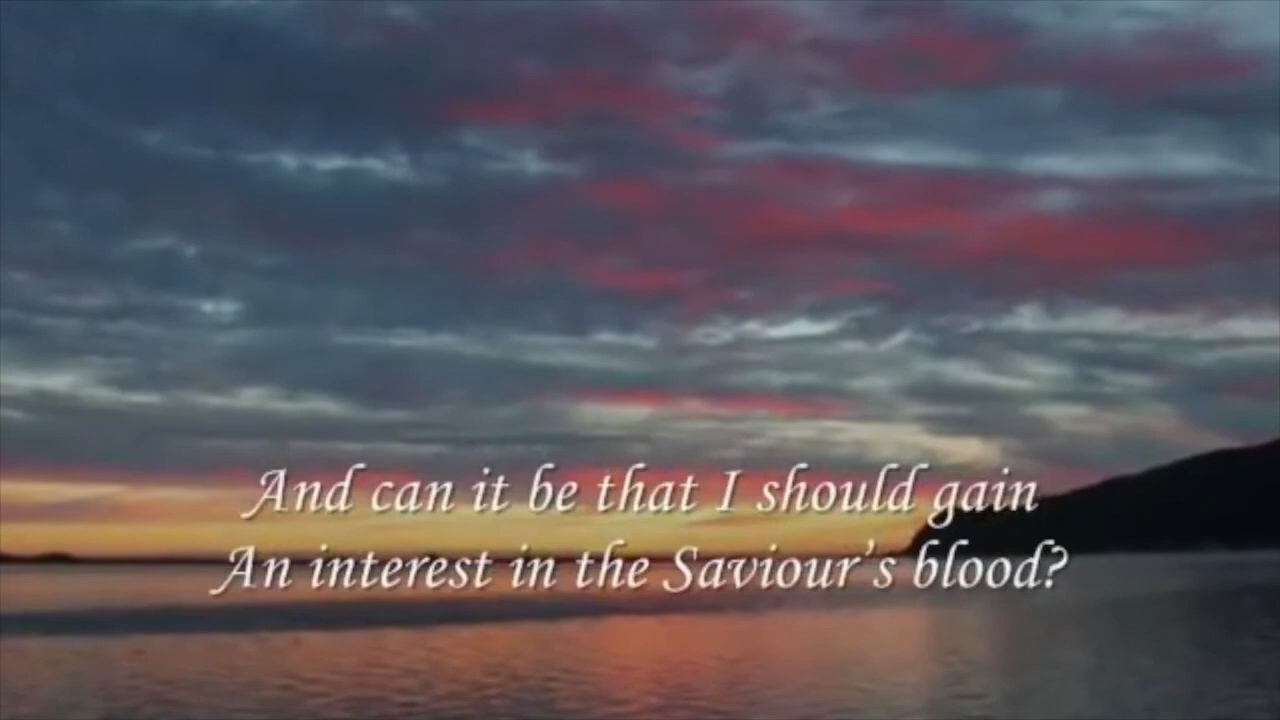 And can it be that I should gain
An interest in the Saviour's blood?